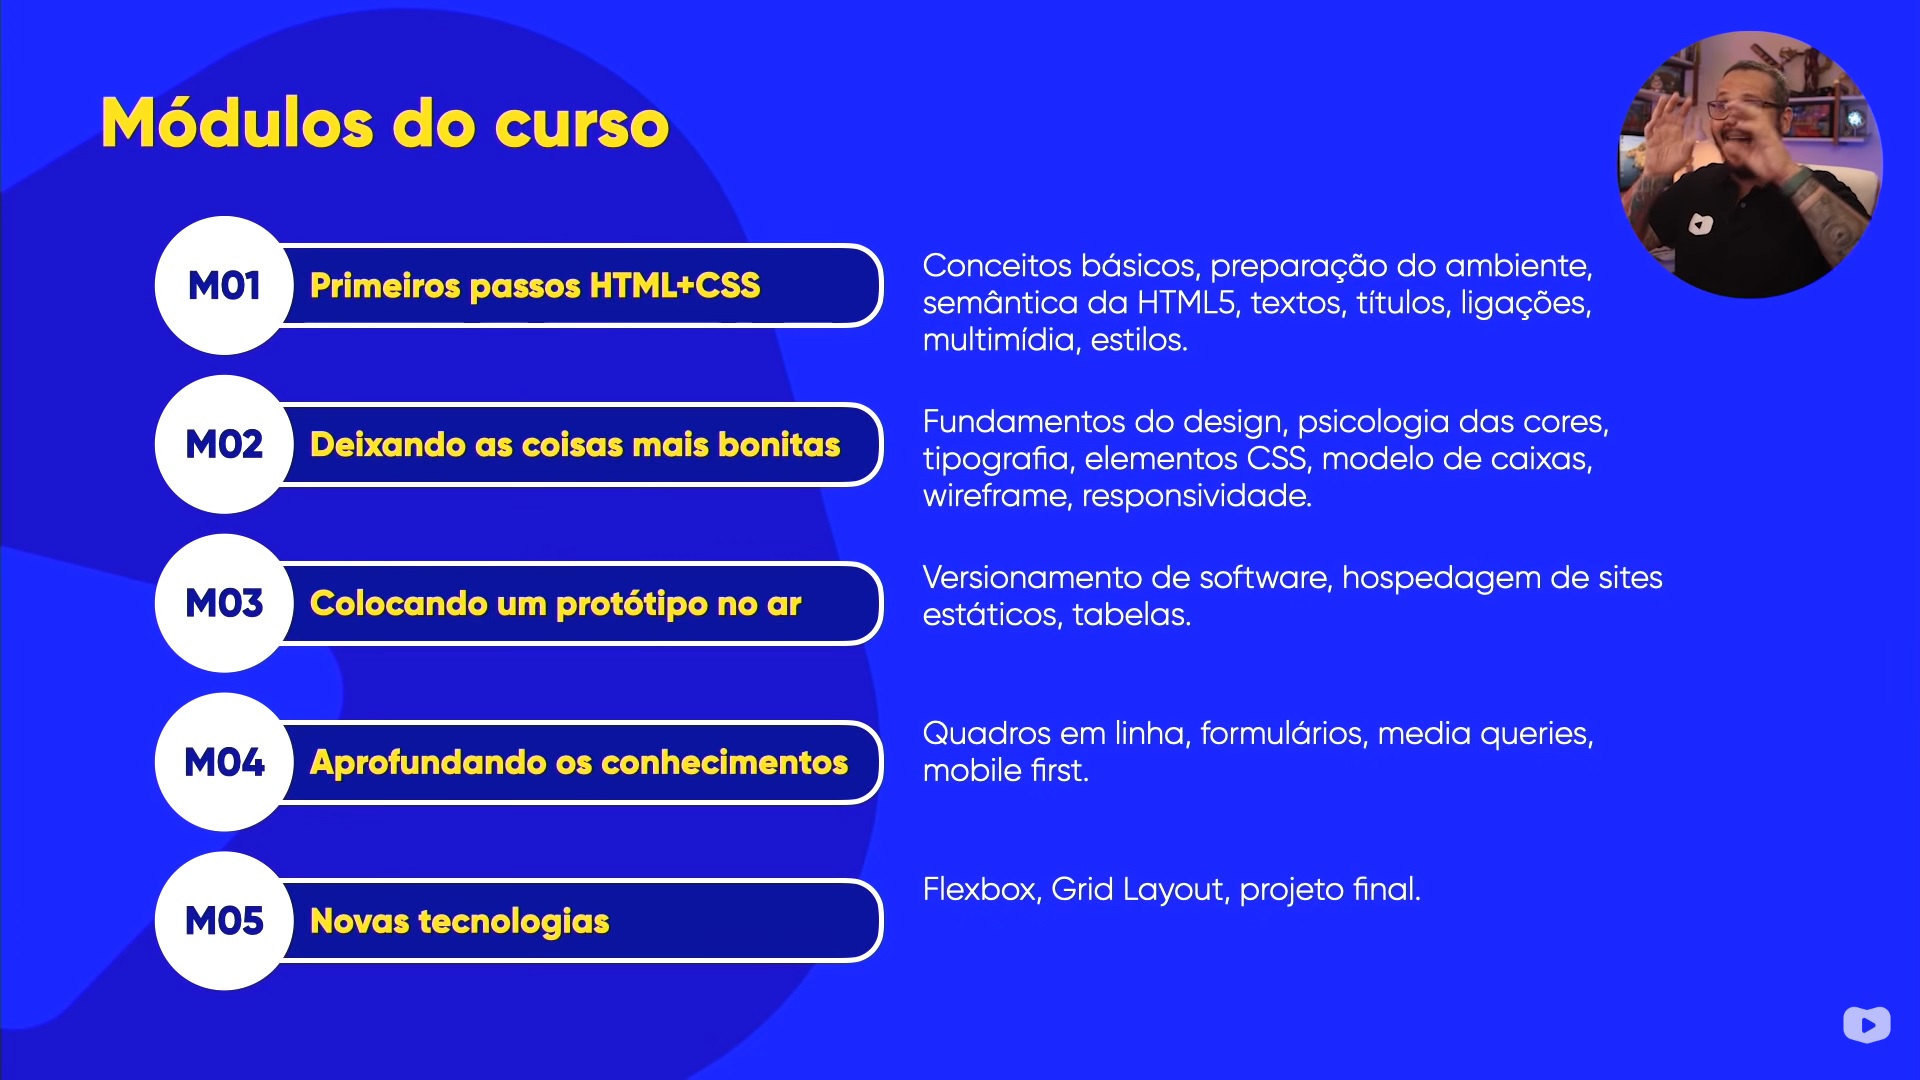 Módulos do curso
M01
Primeiros passos HTML+CSS
Conceitos básicos, preparação do ambiente,
semântica da HTML5, textos, títulos, ligações,
multimídia, estilos.
M02
Deixando as coisas mais bonitas
Fundamentos do design, psicologia das cores,
tipografia, elementos CSS, modelo de caixas,
wireframe, responsividade.
M03
Colocando um protótipo no ar
Versionamento de software, hospedagem de sites
estáticos, tabelas.
M04
Aprofundando os conhecimentos
Quadros em linha, formulários, media queries,
mobile first.
M05
Novas tecnologias
Flexbox, Grid Layout, projeto final.